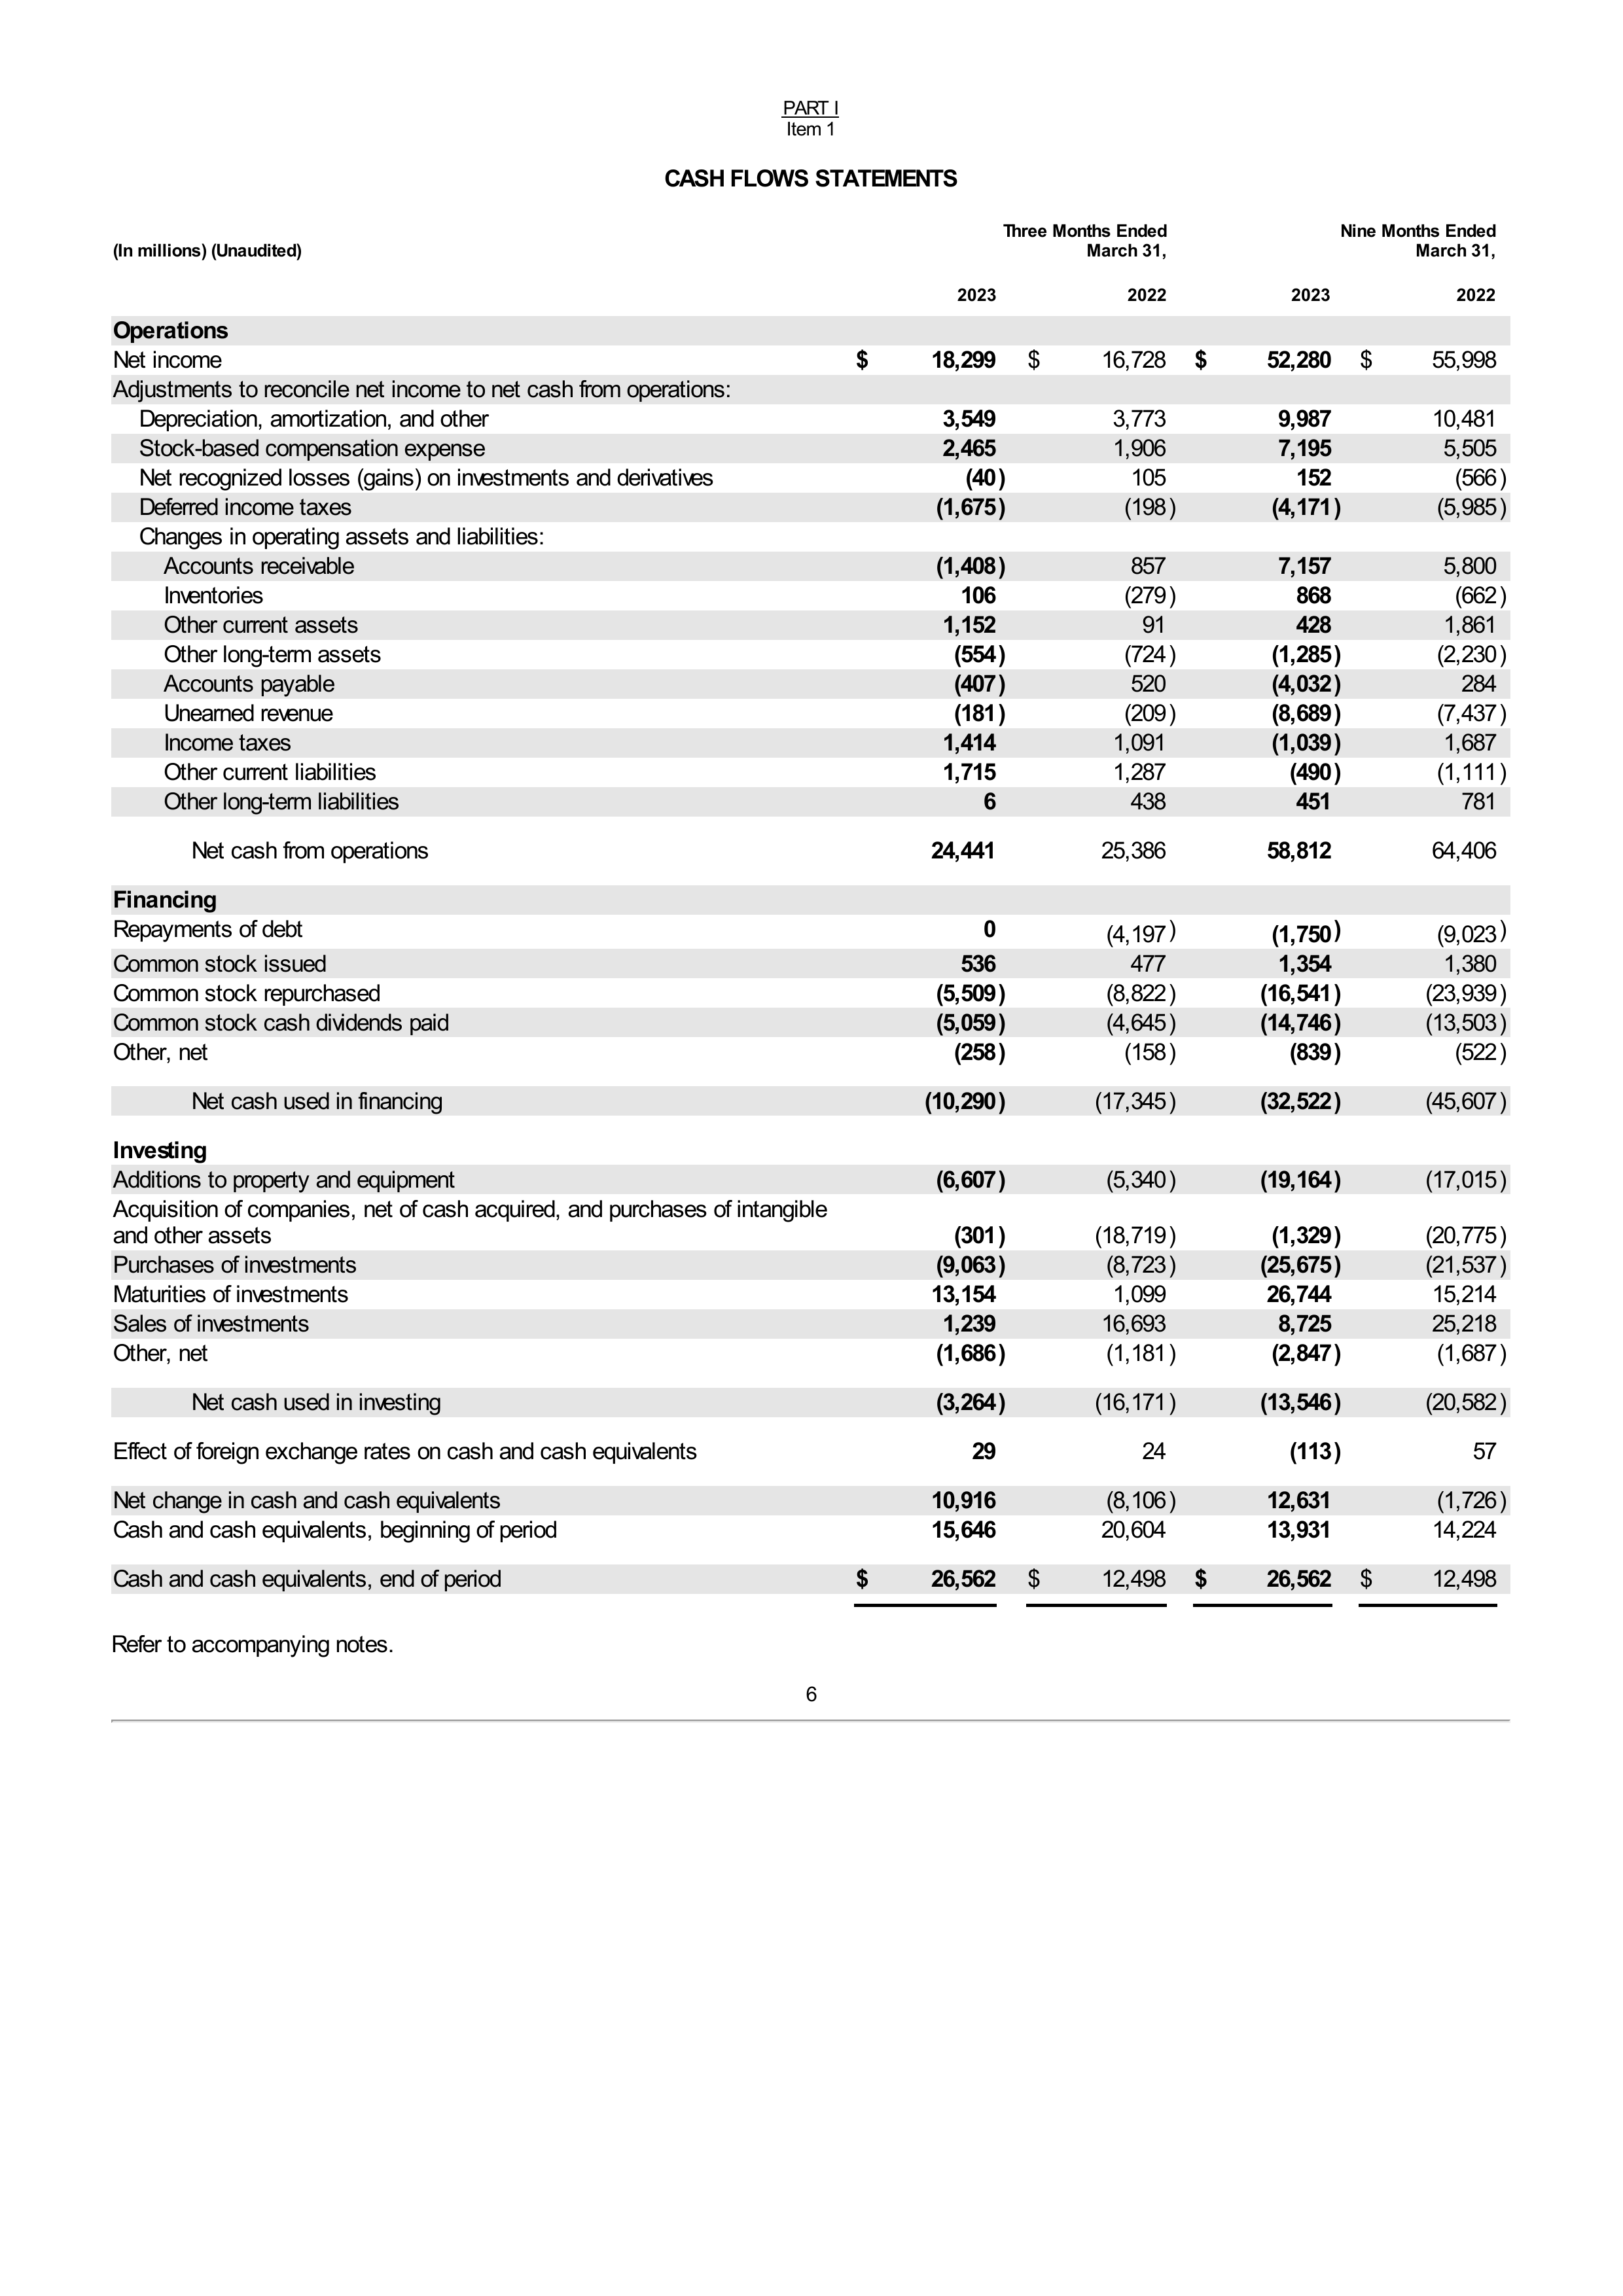 PART I
Item 1
CASH FLOWS STATEMENTS
Three Months Ended Nine Months Ended
(In millions) (Unaudited) March 31, March 31,
2023 2022 2023 2022
Operations
Net income $ 18,299 $ 16,728 $ 52,280 $ 55,998
Adjustments to reconcile net income to net cash from operations:
Depreciation, amortization, and other 3,549 3,773 9,987 10,481
Stock-based compensation expense 2,465 1,906 7,195 5,505
Net recognized losses (gains) on investments and derivatives (40) 105 152 (566)
Deferred income taxes (1,675) (198) (4,171) (5,985)
Changes in operating assets and liabilities:
Accounts receivable (1,408) 857 7,157 5,800
Inventories 106 (279) 868 (662)
Other current assets 1,152 91 428 1,861
Other long-term assets (554) (724) (1,285) (2,230)
Accounts payable (407) 520 (4,032) 284
Unearned revenue (181) (209) (8,689) (7,437)
Income taxes 1,414 1,091 (1,039) 1,687
Other current liabilities 1,715 1,287 (490) (1,111)
Other long-term liabilities 6 438 451 781
Net cash from operations 24,441 25,386 58,812 64,406
Financing
Repayments of debt 0 (4,197) (1,750) (9,023)
Common stock issued 536 477 1,354 1,380
Common stock repurchased (5,509) (8,822) (16,541) (23,939)
Common stock cash dividends paid (5,059) (4,645) (14,746) (13,503)
Other, net (258) (158) (839) (522)
Net cash used in financing (10,290) (17,345) (32,522) (45,607)
Investing
Additions to property and equipment (6,607) (5,340) (19,164) (17,015)
Acquisition of companies, net of cash acquired, and purchases of intangible
and other assets (301) (18,719) (1,329) (20,775)
Purchases of investments (9,063) (8,723) (25,675) (21,537)
Maturities of investments 13,154 1,099 26,744 15,214
Sales of investments 1,239 16,693 8,725 25,218
Other, net (1,686) (1,181) (2,847) (1,687)
Net cash used in investing (3,264) (16,171) (13,546) (20,582)
Effect of foreign exchange rates on cash and cash equivalents 29 24 (113) 57
Net change in cash and cash equivalents 10,916 (8,106) 12,631 (1,726)
Cash and cash equivalents, beginning of period 15,646 20,604 13,931 14,224
Cash and cash equivalents, end of period $ 26,562 $ 12,498 $ 26,562 $ 12,498
Refer to accompanying notes.
6